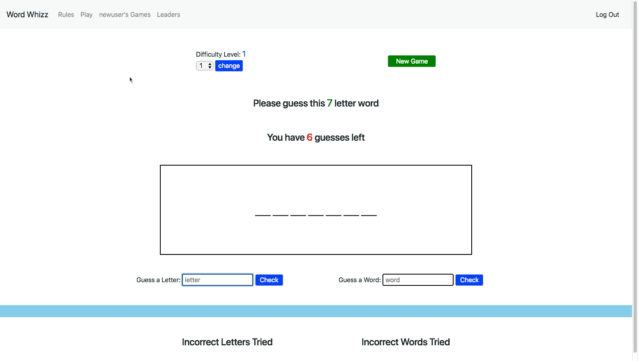 Word Whizz Rules Play newuser's Games Leaders Log Out
Difficulty Level: 1
1 change New Game
Please guess this 7 letter word
You have 6 guesses left
_ _ _ _ _ _ _
Guess a Letter: letter Check Guess a Word: word Check
Incorrect Letters Tried Incorrect Words Tried